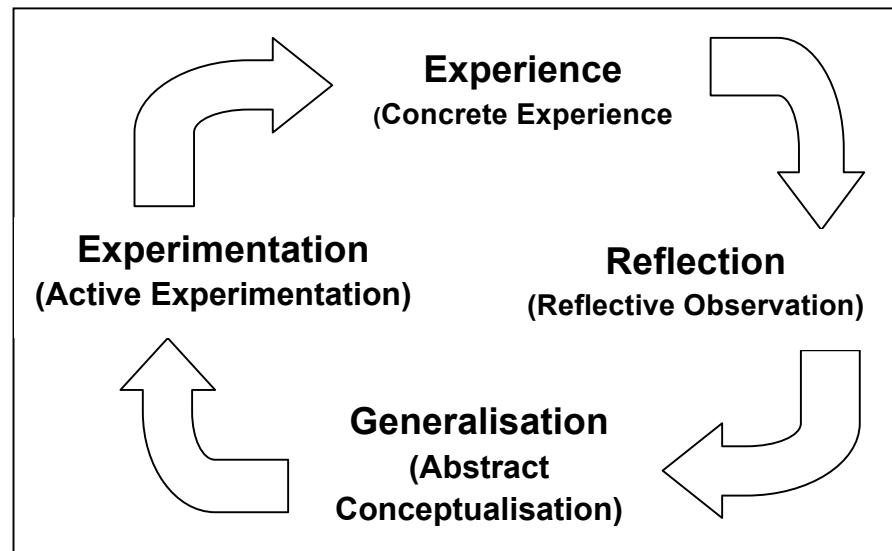 Experience
(Concrete Experience
Reflection
(Reflective Observation)
Generalisation
(Abstract
Conceptualisation)
Experimentation
(Active Experimentation)